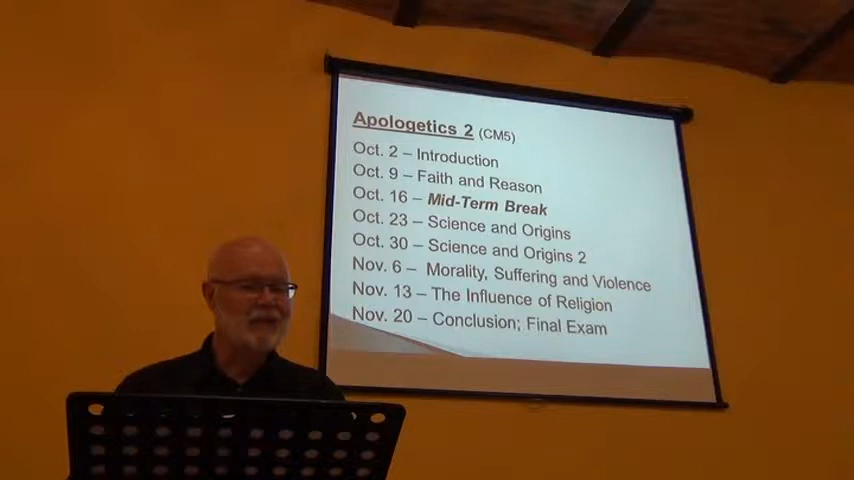 Apologetics 2 (CM5)
Oct. 2 – Introduction
Oct. 9 – Faith and Reason
Oct. 16 – Mid-Term Break
Oct. 23 – Science and Origins
Oct. 30 – Science and Origins 2
Nov. 6 – Morality, Suffering and Violence
Nov. 13 – The Influence of Religion
Nov. 20 – Conclusion; Final Exam